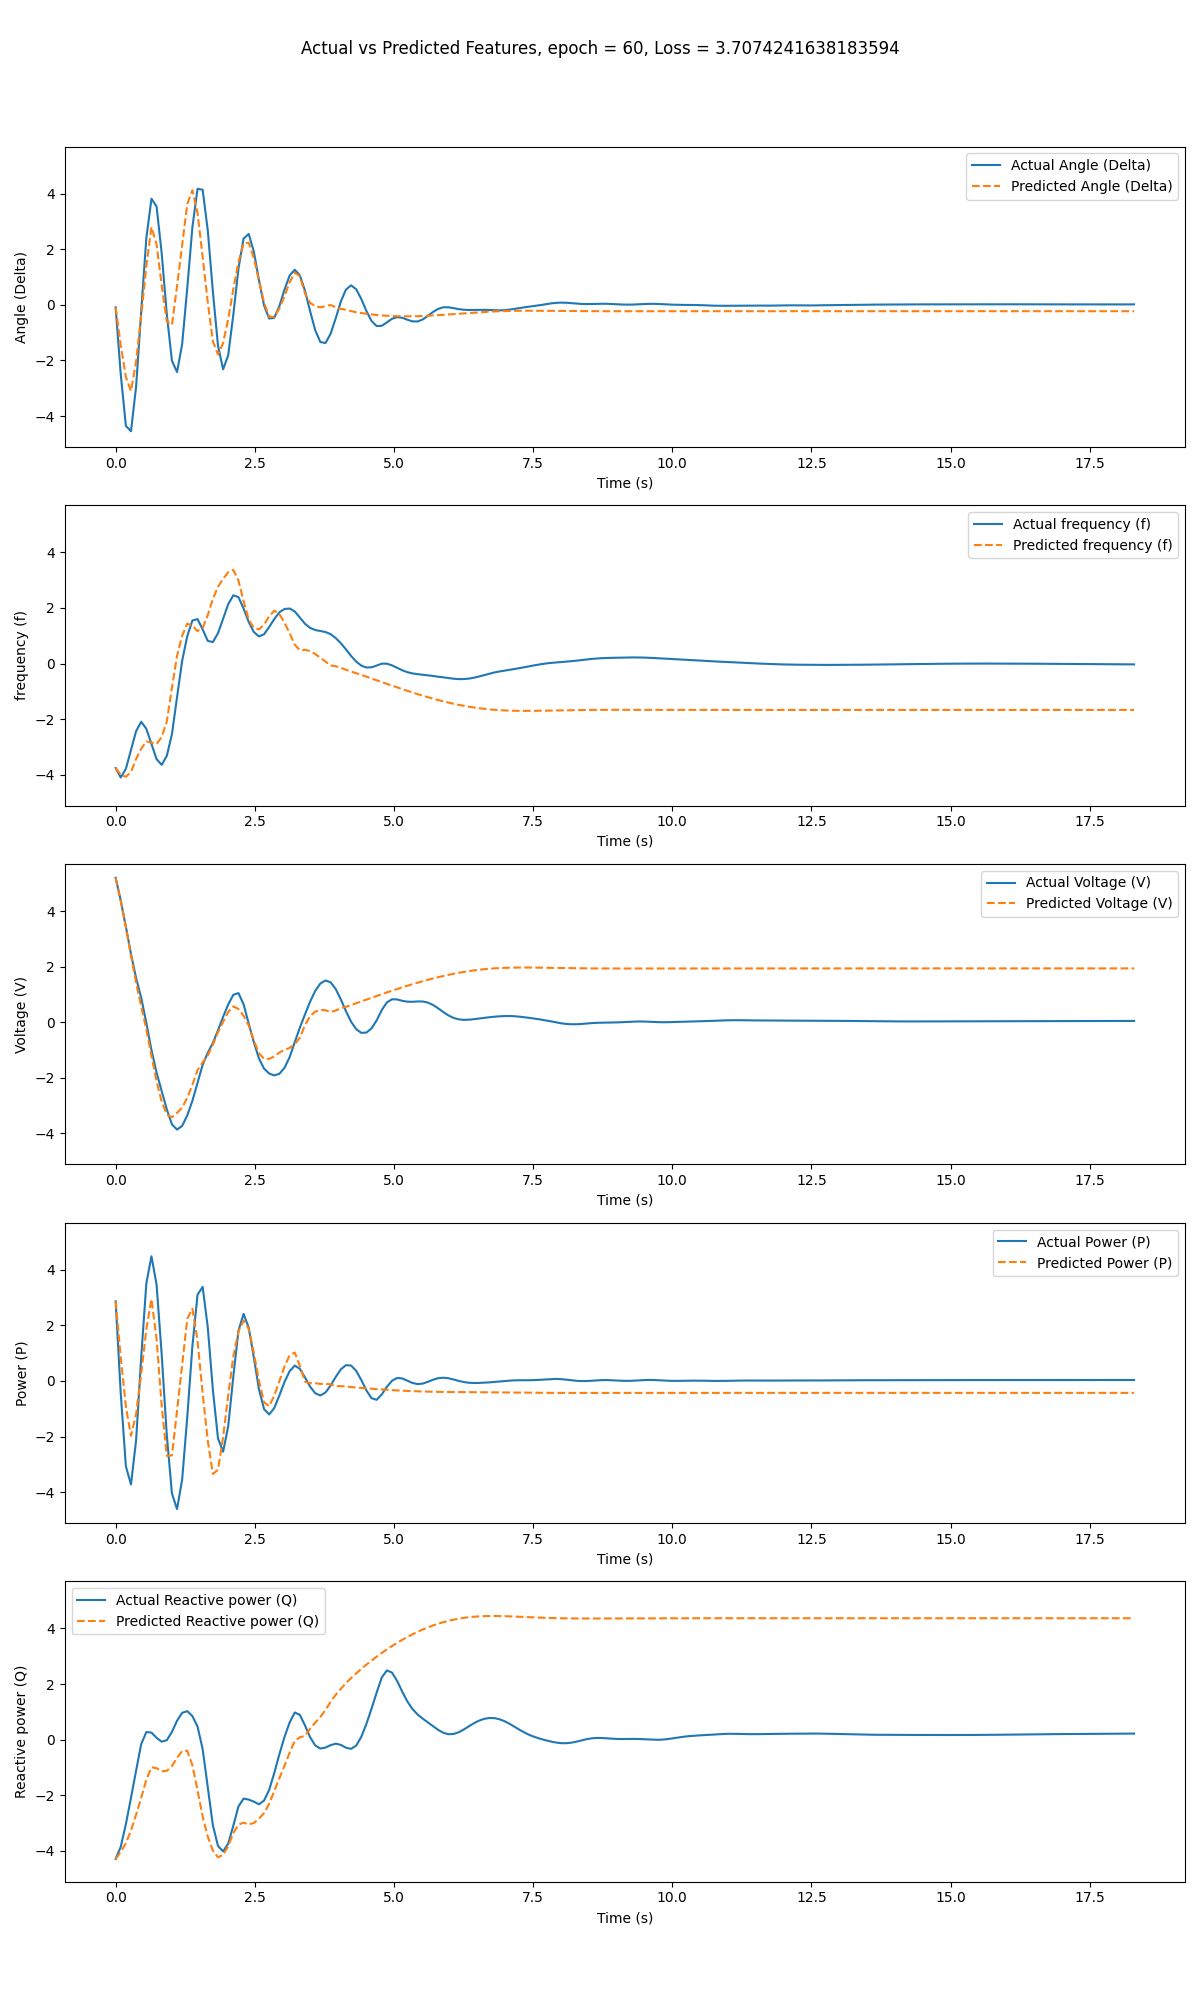 Actual vs Predicted Features, epoch = 60, Loss = 3.7074241638183594
Actual Angle (Delta)
Predicted Angle (Delta)
4
2
0
−2
−4
Angle (Delta)
0.0 2.5 5.0 7.5 10.0 12.5 15.0 17.5
Time (s)
Actual frequency (f)
Predicted frequency (f)
4
2
0
−2
−4
frequency (f)
0.0 2.5 5.0 7.5 10.0 12.5 15.0 17.5
Time (s)
Actual Voltage (V)
Predicted Voltage (V)
4
2
0
−2
−4
Voltage (V)
0.0 2.5 5.0 7.5 10.0 12.5 15.0 17.5
Time (s)
Actual Power (P)
Predicted Power (P)
4
2
0
−2
−4
Power (P)
0.0 2.5 5.0 7.5 10.0 12.5 15.0 17.5
Time (s)
Actual Reactive power (Q)
Predicted Reactive power (Q)
4
2
0
−2
−4
Reactive power (Q)
0.0 2.5 5.0 7.5 10.0 12.5 15.0 17.5
Time (s)